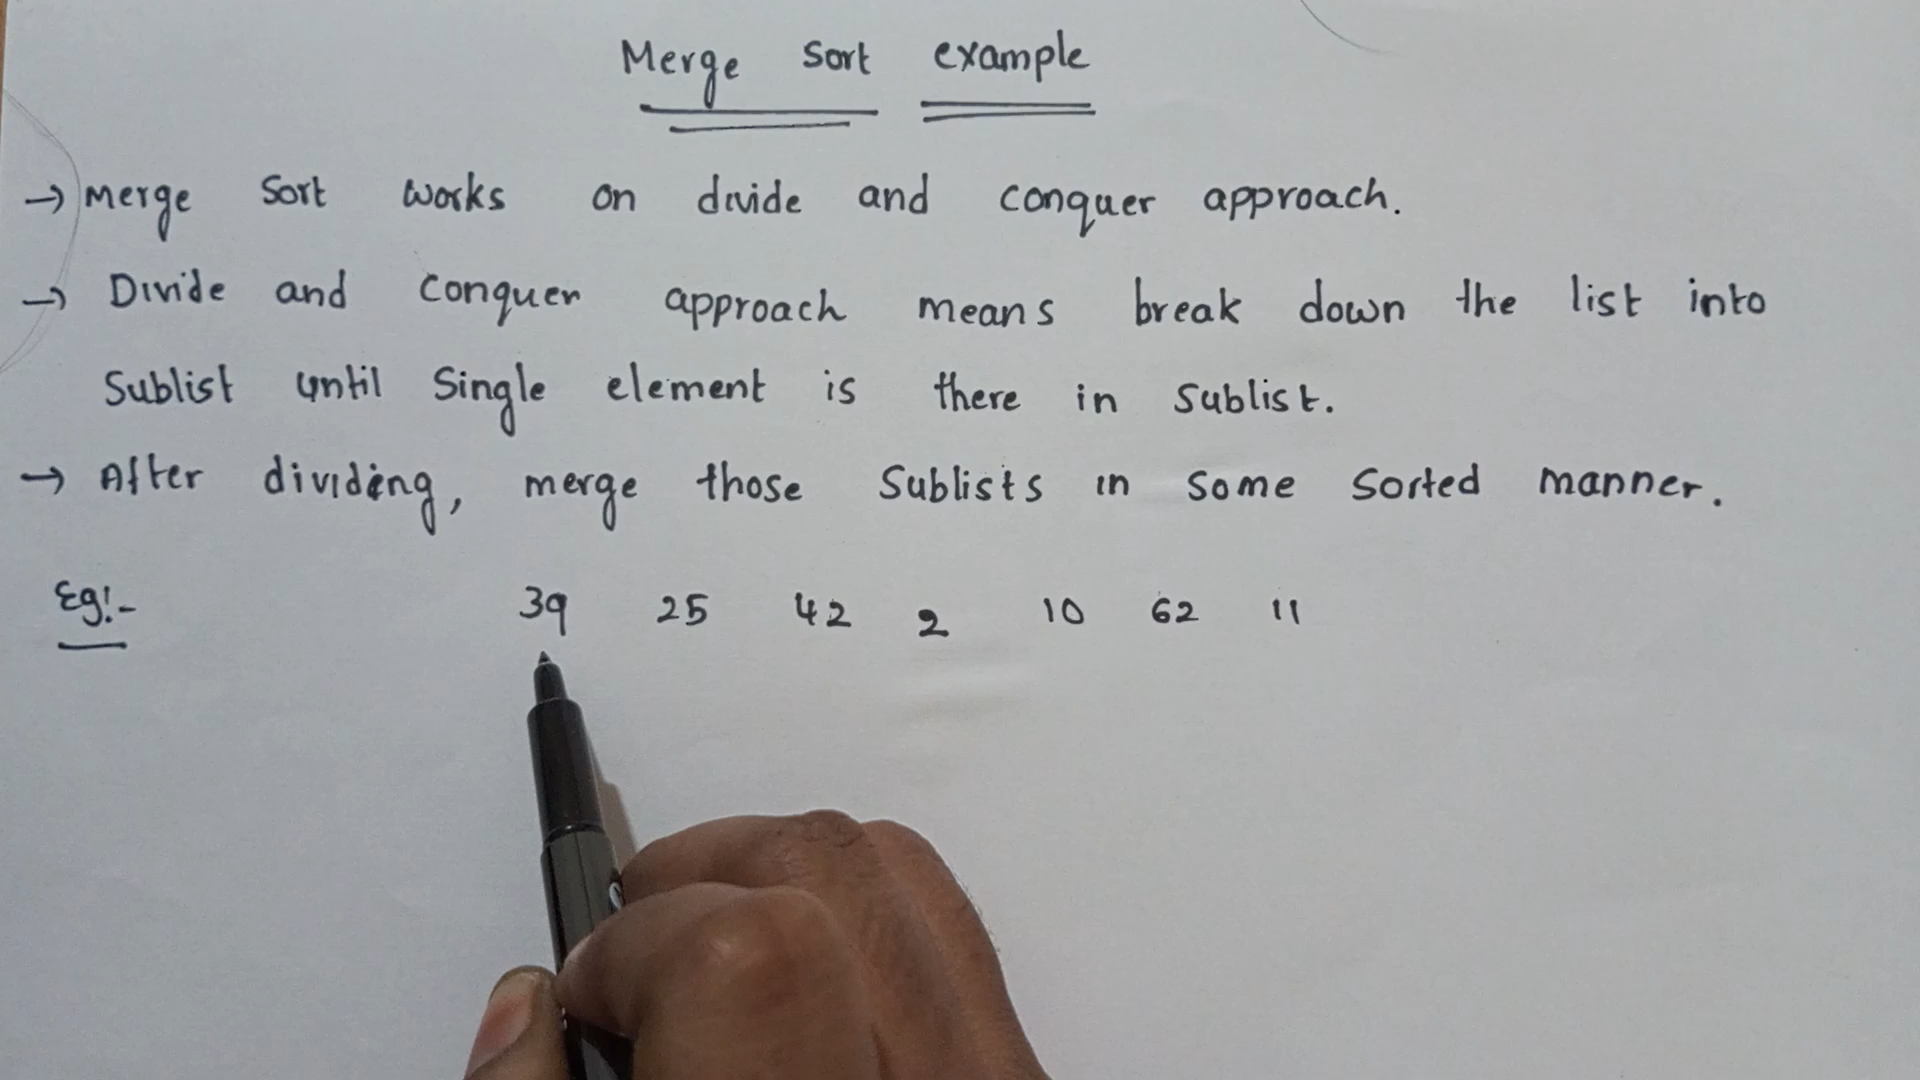 Merge Sort example
→ Merge Sort works on divide and conquer approach.
→ Divide and conquer approach means break down the list into
Sublist until Single element is there in Sublist.
→ After dividing, merge those Sublists in Some Sorted manner.
Eg:- 39 25 42 2 10 62 11